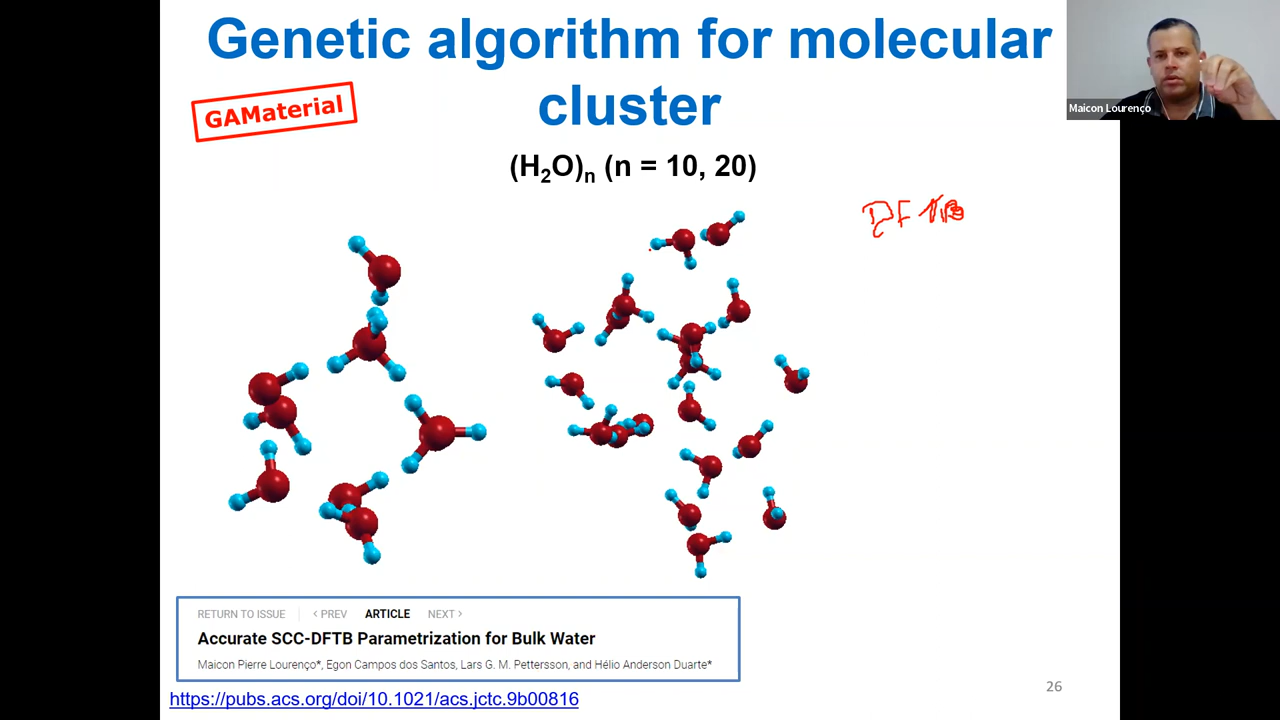 Genetic algorithm for molecular
cluster
GAMaterial
(H₂O)ₙ (n = 10, 20)
Maicon Lourenço
DFTB
RETURN TO ISSUE
< PREV
ARTICLE
NEXT >
Accurate SCC-DFTB Parametrization for Bulk Water
Maicon Pierre Lourenço*, Egon Campos dos Santos, Lars G. M. Pettersson, and Hélio Anderson Duarte*
https://pubs.acs.org/doi/10.1021/acs.jctc.9b00816
26